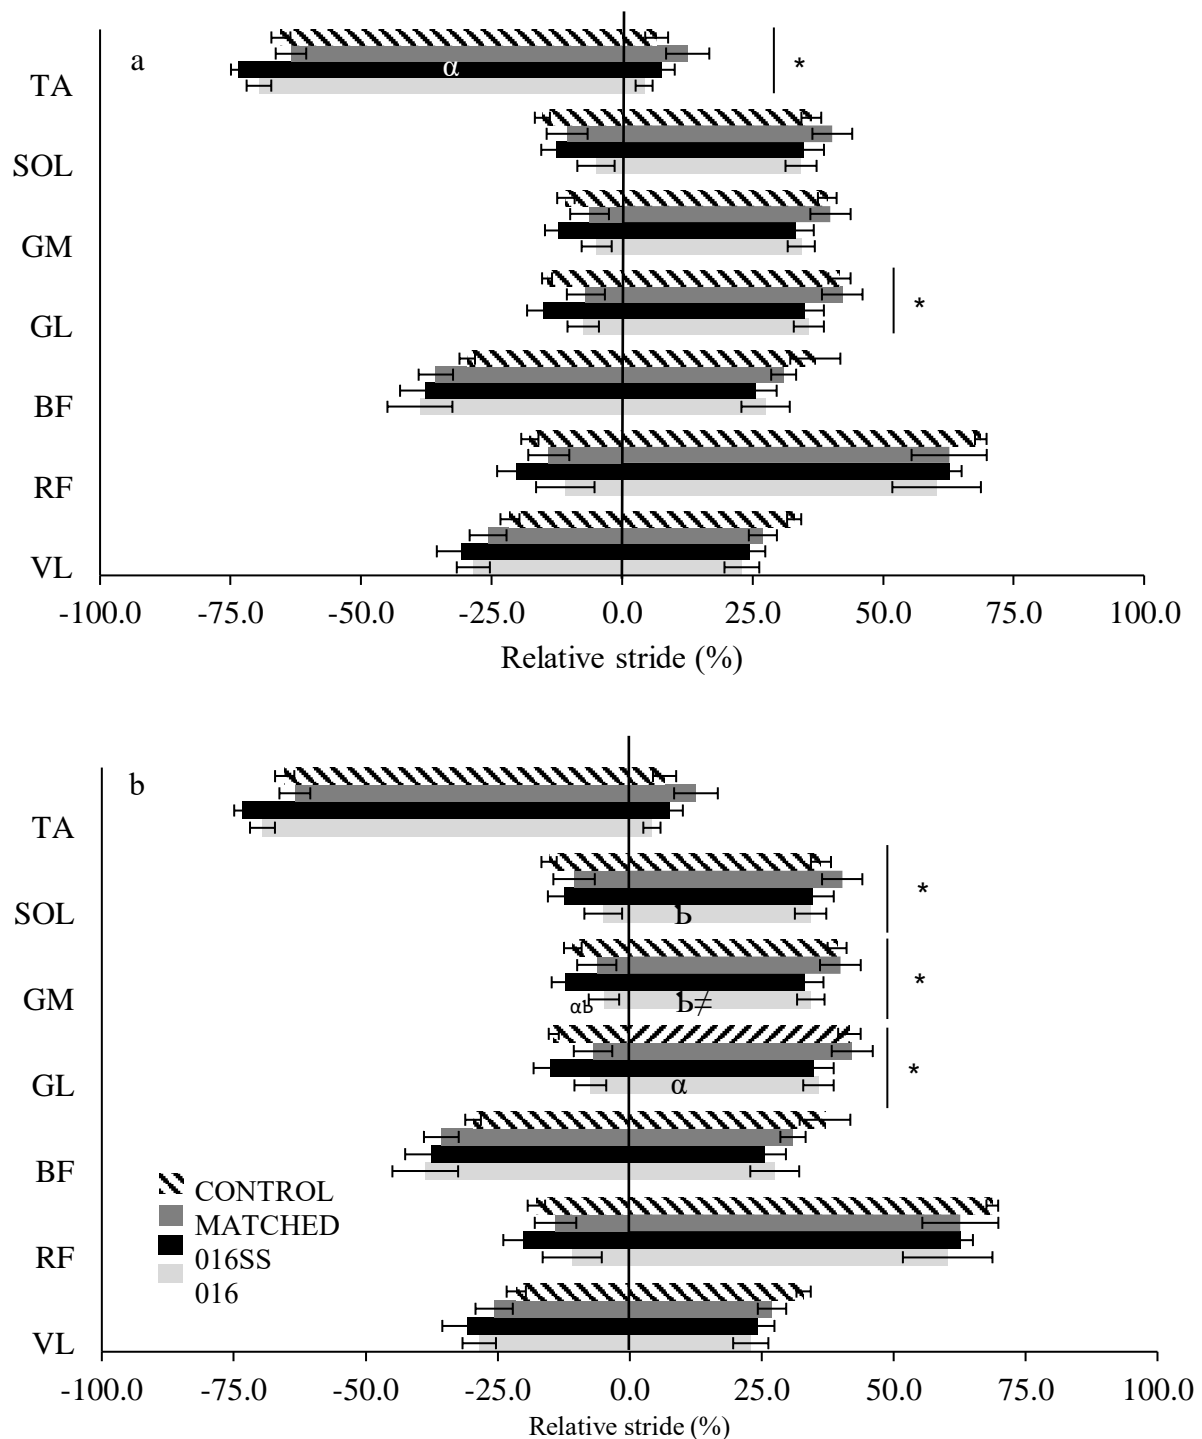 a
TA
α
*
SOL
GM
GL
*
BF
RF
VL
-100.0 -75.0 -50.0 -25.0 0.0 25.0 50.0 75.0 100.0
Relative stride (%)
b
TA
SOL
Ь
*
GM
αЬ
Ь≠
*
GL
α
*
BF
CONTROL
MATCHED
016SS
016
RF
VL
-100.0 -75.0 -50.0 -25.0 0.0 25.0 50.0 75.0 100.0
Relative stride (%)